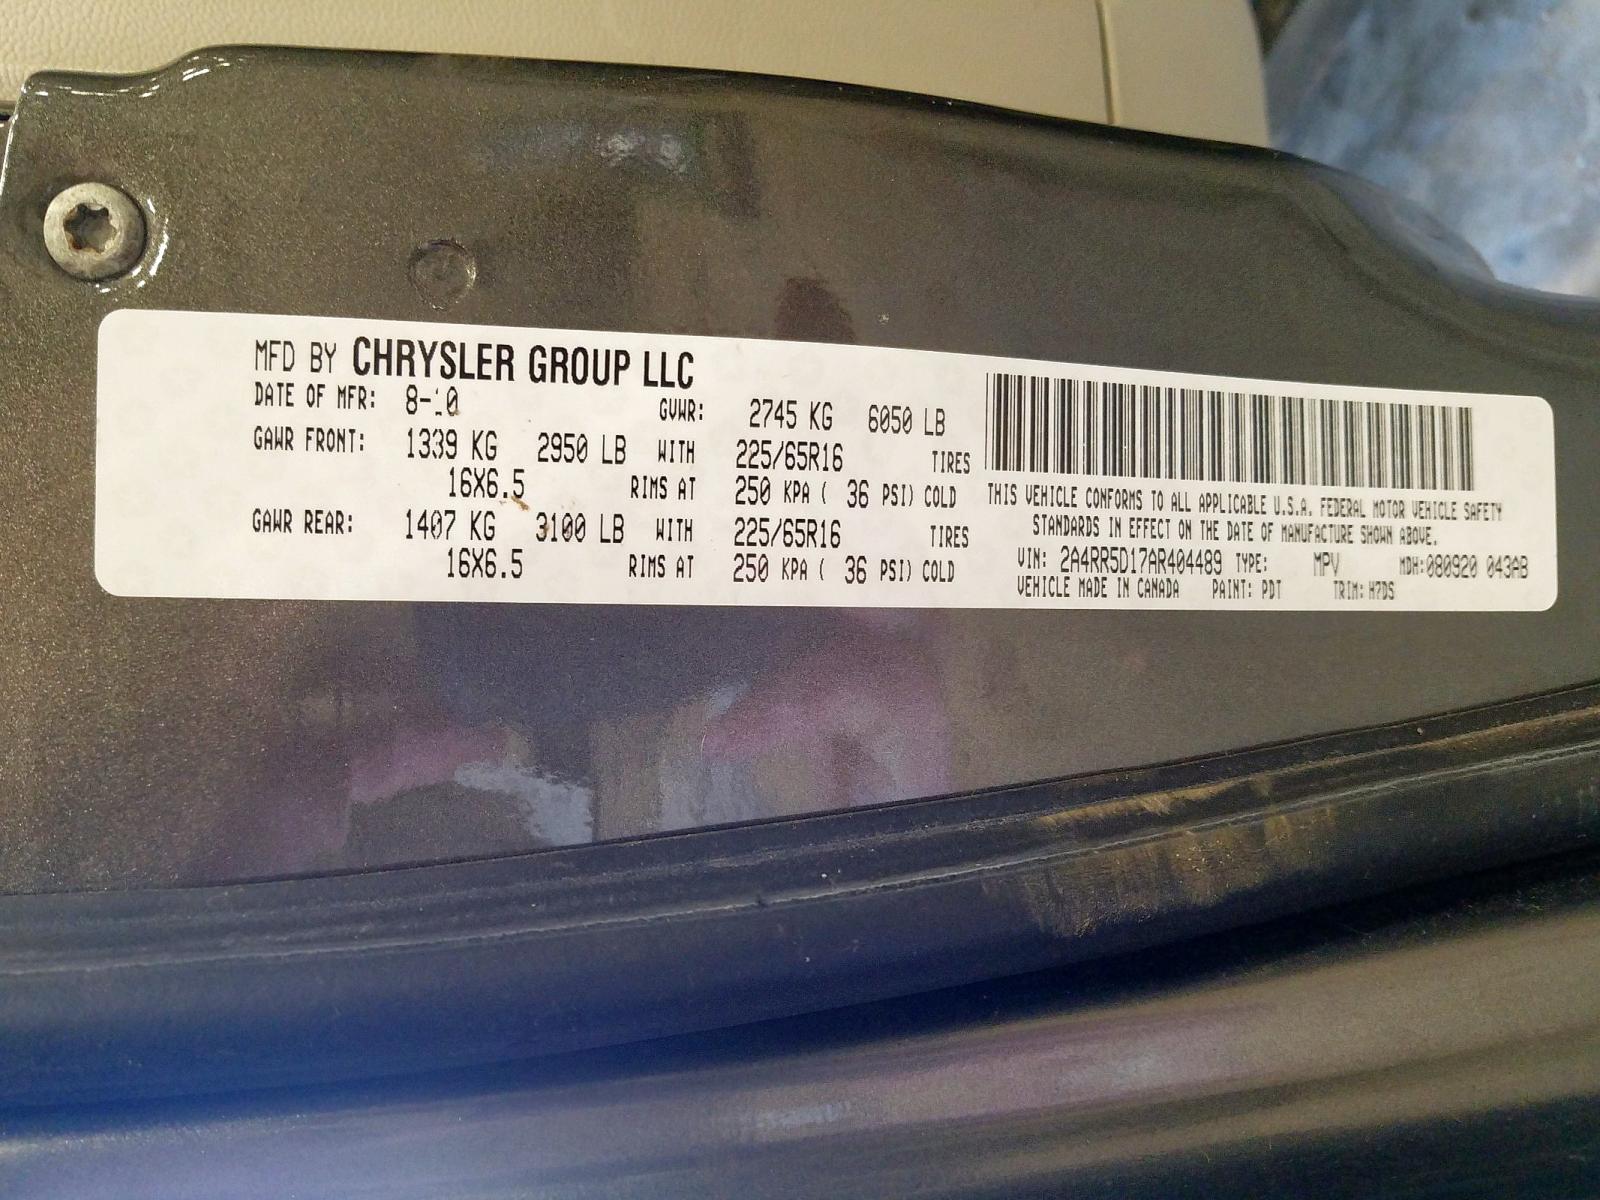 MFD BY CHRYSLER GROUP LLC
DATE OF MFR: 8-10 GVWR: 2745 KG 6050 LB
GAWR FRONT: 1339 KG 2950 LB WITH 225/65R16 TIRES
16X6.5 RIMS AT 250 KPA ( 36 PSI) COLD
GAWR REAR: 1407 KG 3100 LB WITH 225/65R16 TIRES
16X6.5 RIMS AT 250 KPA ( 36 PSI) COLD
THIS VEHICLE CONFORMS TO ALL APPLICABLE U.S.A. FEDERAL MOTOR VEHICLE SAFETY
STANDARDS IN EFFECT ON THE DATE OF MANUFACTURE SHOWN ABOVE.
VIN: 2A4RR5D17AR404489 TYPE: MPV MDH:080920 043AB
VEHICLE MADE IN CANADA PAINT: PDT TRIM: H7DS